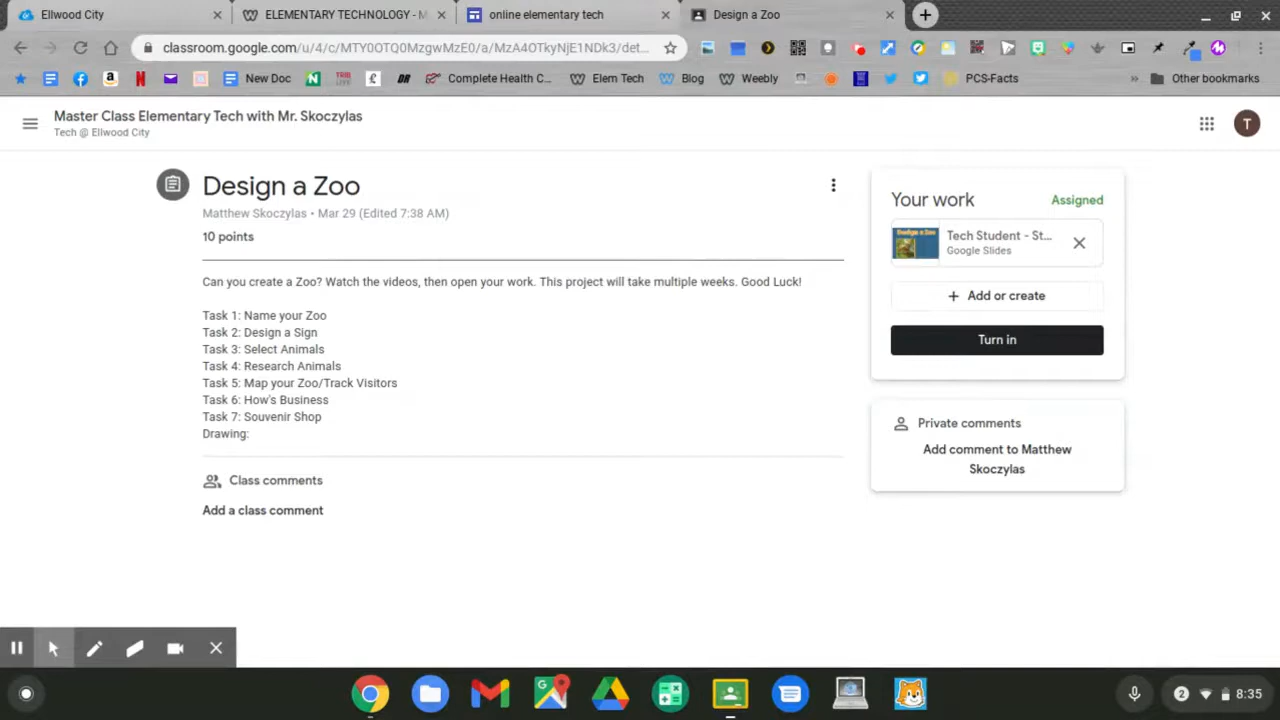 Ellwood City
ELEMENTARY TECHNOLOGY - M
online elementary tech
Design a Zoo
classroom.google.com/u/4/c/MTY0OTQ0MzgwMzE0/a/MzA4OTkyNjE1NDk3/det...
New Doc
Complete Health C...
Elem Tech
Blog
Weebly
PCS-Facts
»
Other bookmarks
Master Class Elementary Tech with Mr. Skoczylas
Tech @ Ellwood City
T
Design a Zoo
Matthew Skoczylas • Mar 29 (Edited 7:38 AM)
10 points
Can you create a Zoo? Watch the videos, then open your work. This project will take multiple weeks. Good Luck!
Task 1: Name your Zoo
Task 2: Design a Sign
Task 3: Select Animals
Task 4: Research Animals
Task 5: Map your Zoo/Track Visitors
Task 6: How's Business
Task 7: Souvenir Shop
Drawing:
Class comments
Add a class comment
Your work
Assigned
Design a Zoo
Tech Student - St...
Google Slides
+ Add or create
Turn in
Private comments
Add comment to Matthew
Skoczylas
2
8:35